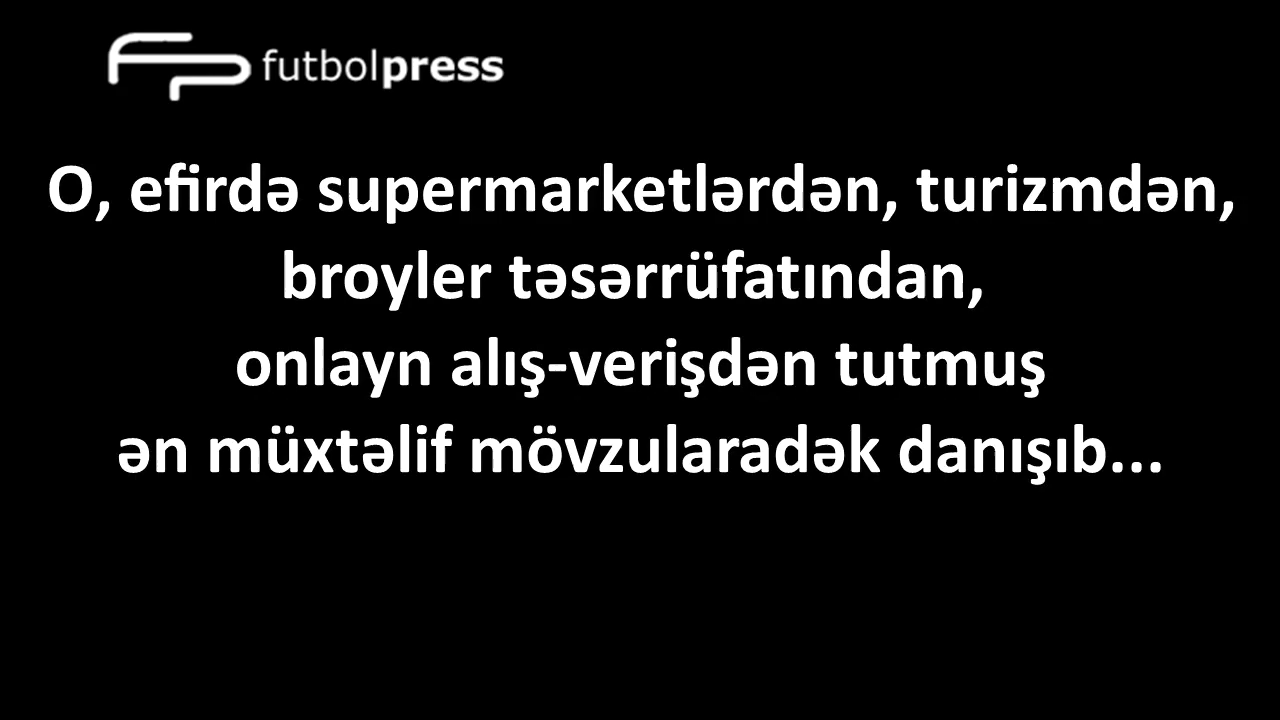 futbolpress
O, efirdə supermarketlərdən, turizmdən,
broyler təsərrüfatından,
onlayn alış-verişdən tutmuş
ən müxtəlif mövzularadək danışıb...